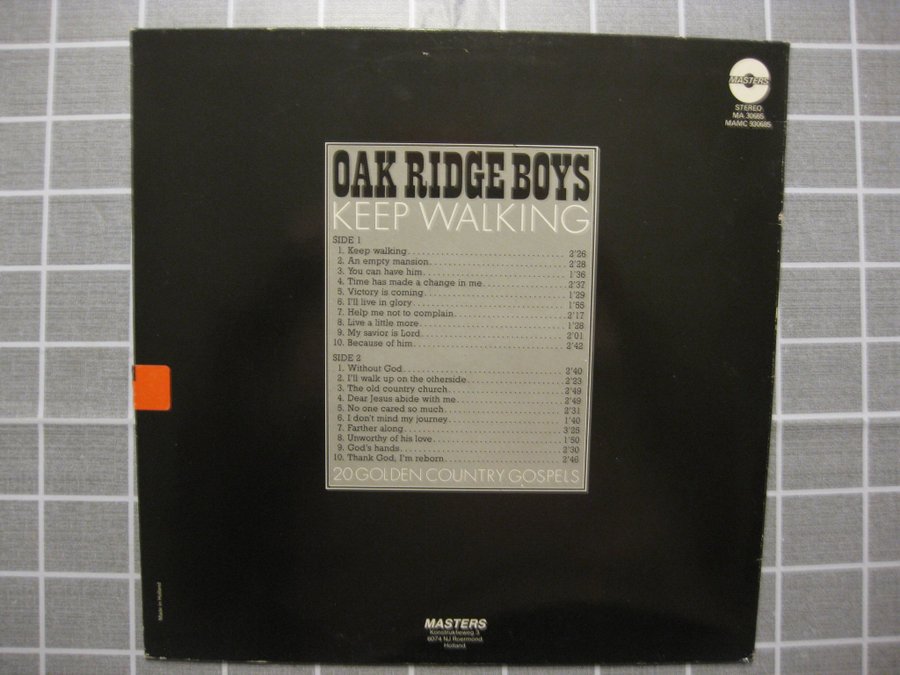 MASTERS
STEREO
MA 30685
MAMC 930685
OAK RIDGE BOYS
KEEP WALKING
SIDE 1
1. Keep walking........................................ 2'26
2. An empty mansion........................................ 2'28
3. You can have him........................................ 1'36
4. Time has made a change in me........................................ 2'37
5. Victory is coming........................................ 1'29
6. I'll live in glory........................................ 1'55
7. Help me not to complain........................................ 2'17
8. Live a little more........................................ 1'28
9. My savior is Lord........................................ 2'01
10. Because of him........................................ 2'42
SIDE 2
1. Without God........................................ 2'40
2. I'll walk up on the otherside........................................ 2'23
3. The old country church........................................ 2'49
4. Dear Jesus abide with me........................................ 2'49
5. No one cared so much........................................ 2'31
6. I don't mind my journey........................................ 1'40
7. Farther along........................................ 3'25
8. Unworthy of his love........................................ 1'50
9. God's hands........................................ 2'30
10. Thank God, I'm reborn........................................ 2'46
20 GOLDEN COUNTRY GOSPELS
Made in Holland
MASTERS
Konstruktieweg 3
6074 NJ Roermond
Holland